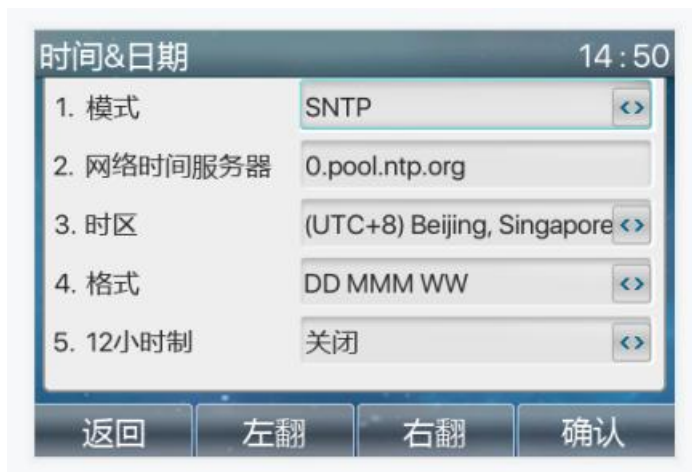 时间&日期 14:50
1. 模式 SNTP
2. 网络时间服务器 0.pool.ntp.org
3. 时区 (UTC+8) Beijing, Singapore
4. 格式 DD MMM WW
5. 12小时制 关闭
返回 左翻 右翻 确认